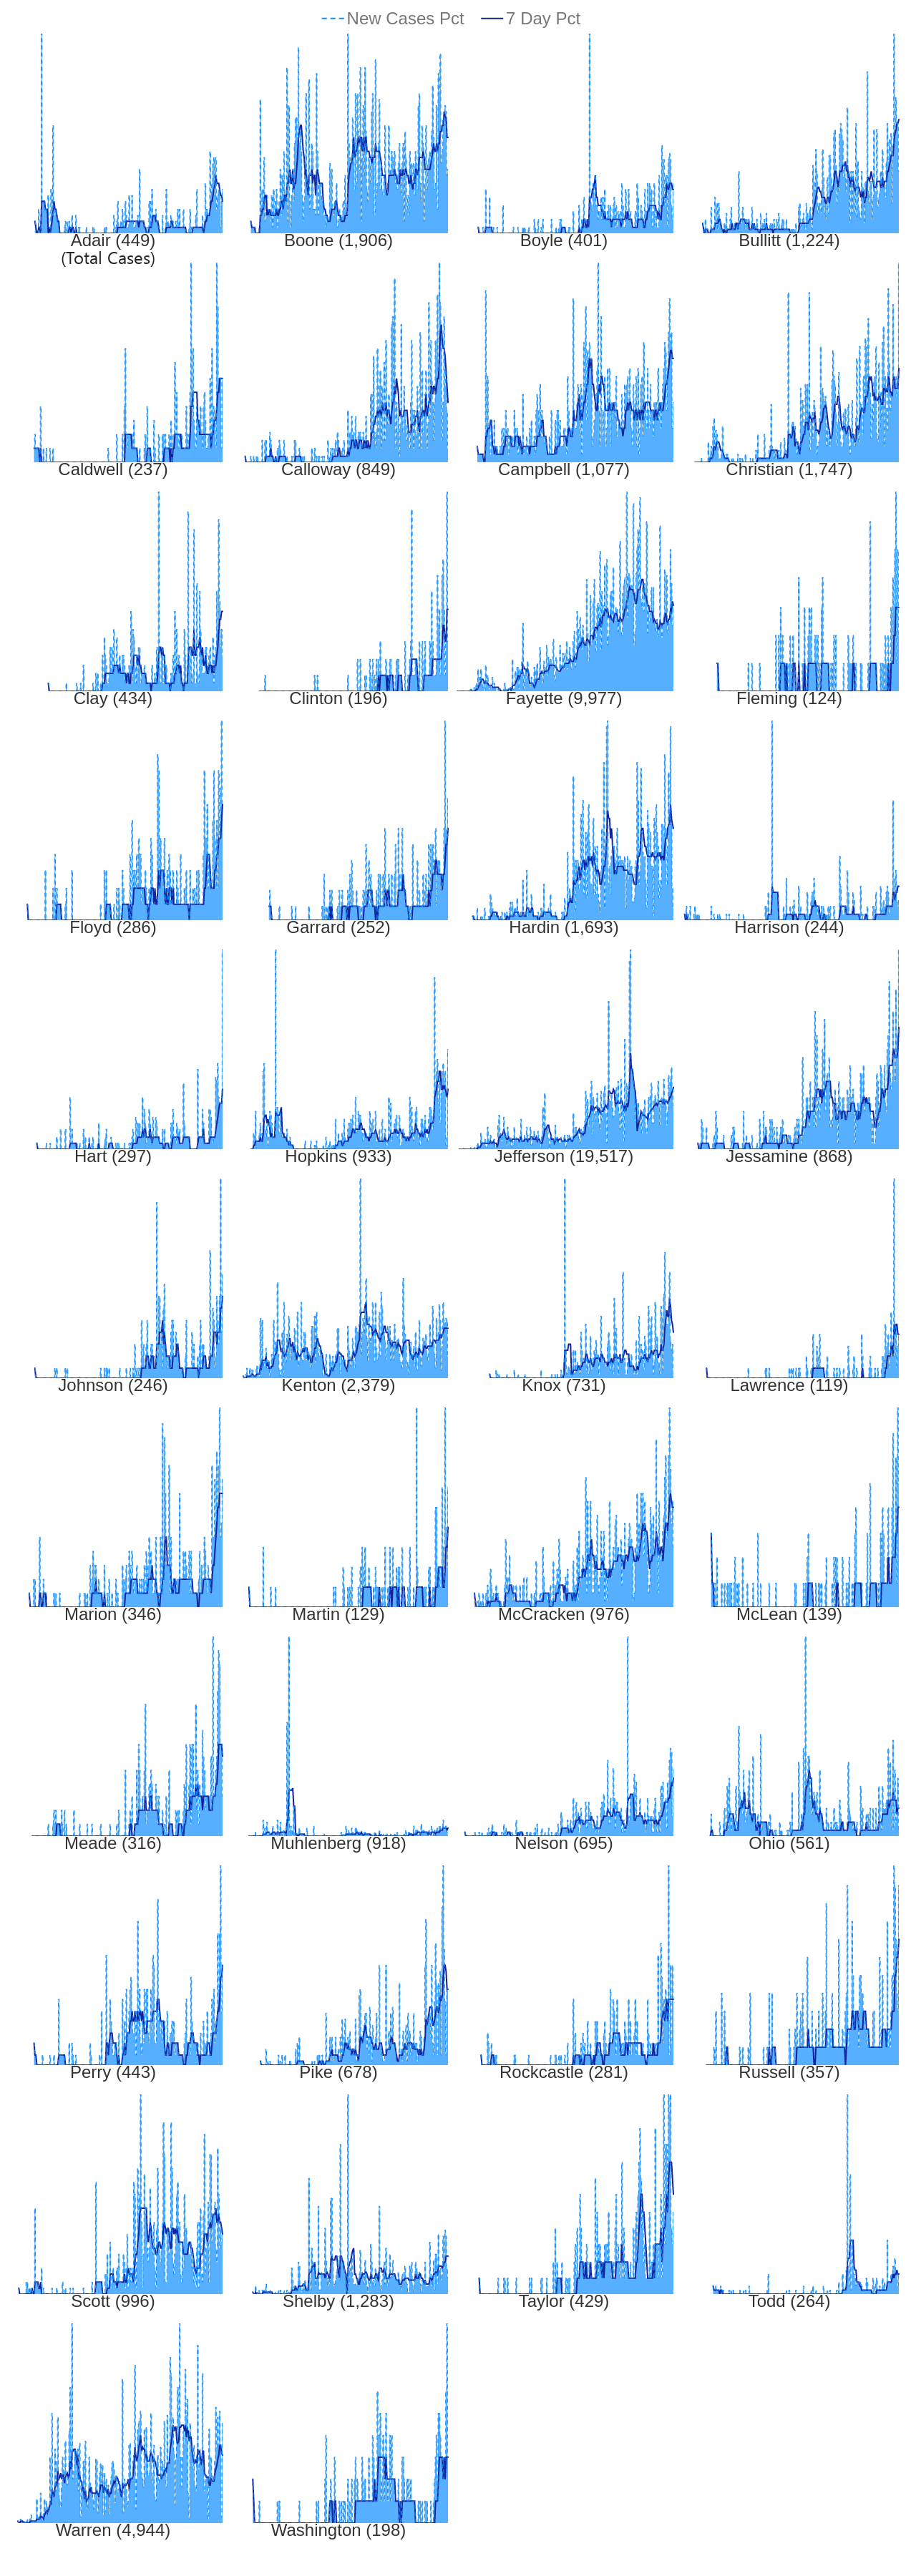 New Cases Pct 7 Day Pct
Adair (449) Boone (1,906) Boyle (401) Bullitt (1,224)
(Total Cases)
Caldwell (237) Calloway (849) Campbell (1,077) Christian (1,747)
Clay (434) Clinton (196) Fayette (9,977) Fleming (124)
Floyd (286) Garrard (252) Hardin (1,693) Harrison (244)
Hart (297) Hopkins (933) Jefferson (19,517) Jessamine (868)
Johnson (246) Kenton (2,379) Knox (731) Lawrence (119)
Marion (346) Martin (129) McCracken (976) McLean (139)
Meade (316) Muhlenberg (918) Nelson (695) Ohio (561)
Perry (443) Pike (678) Rockcastle (281) Russell (357)
Scott (996) Shelby (1,283) Taylor (429) Todd (264)
Warren (4,944) Washington (198)